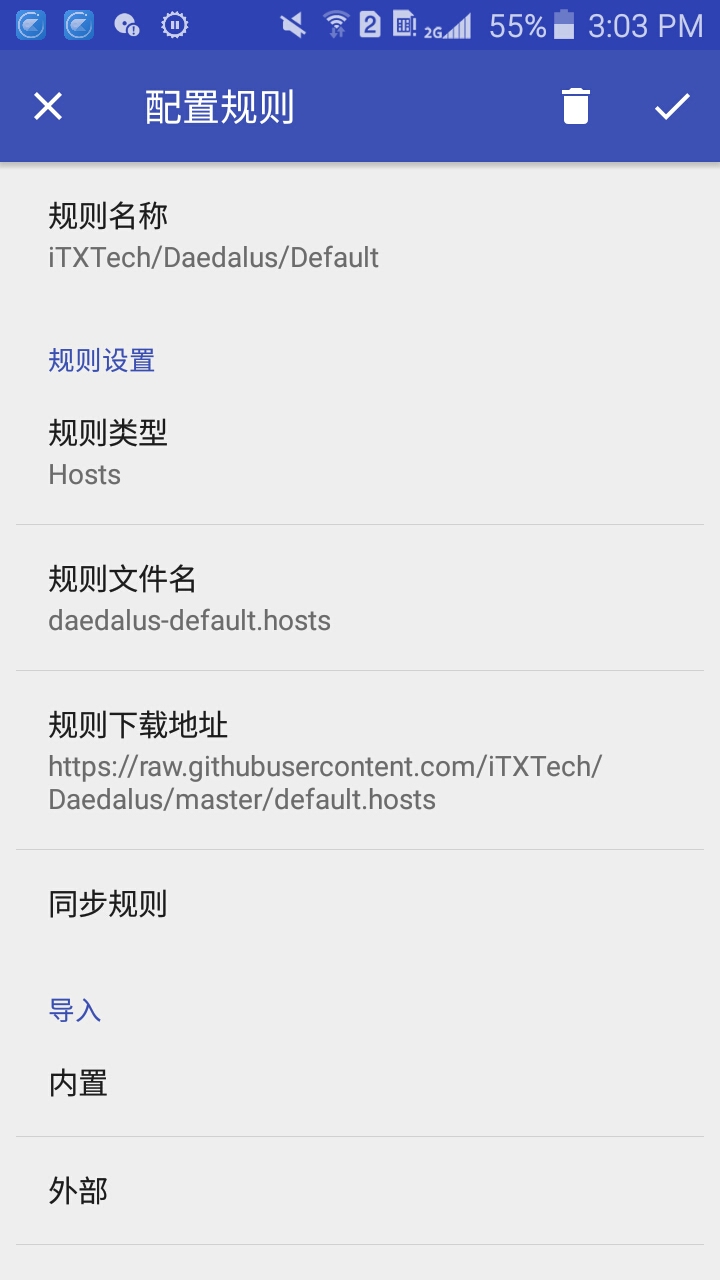 2 2G 55% 3:03 PM
配置规则
规则名称
iTXTech/Daedalus/Default
规则设置
规则类型
Hosts
规则文件名
daedalus-default.hosts
规则下载地址
https://raw.githubusercontent.com/iTXTech/
Daedalus/master/default.hosts
同步规则
导入
内置
外部